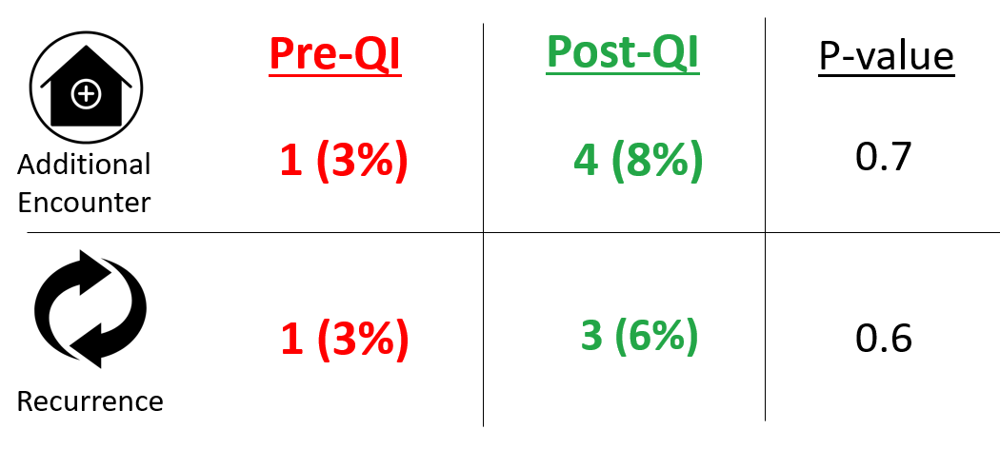 Pre-QI
Post-QI
P-value
Additional
Encounter
1 (3%)
4 (8%)
0.7
Recurrence
1 (3%)
3 (6%)
0.6